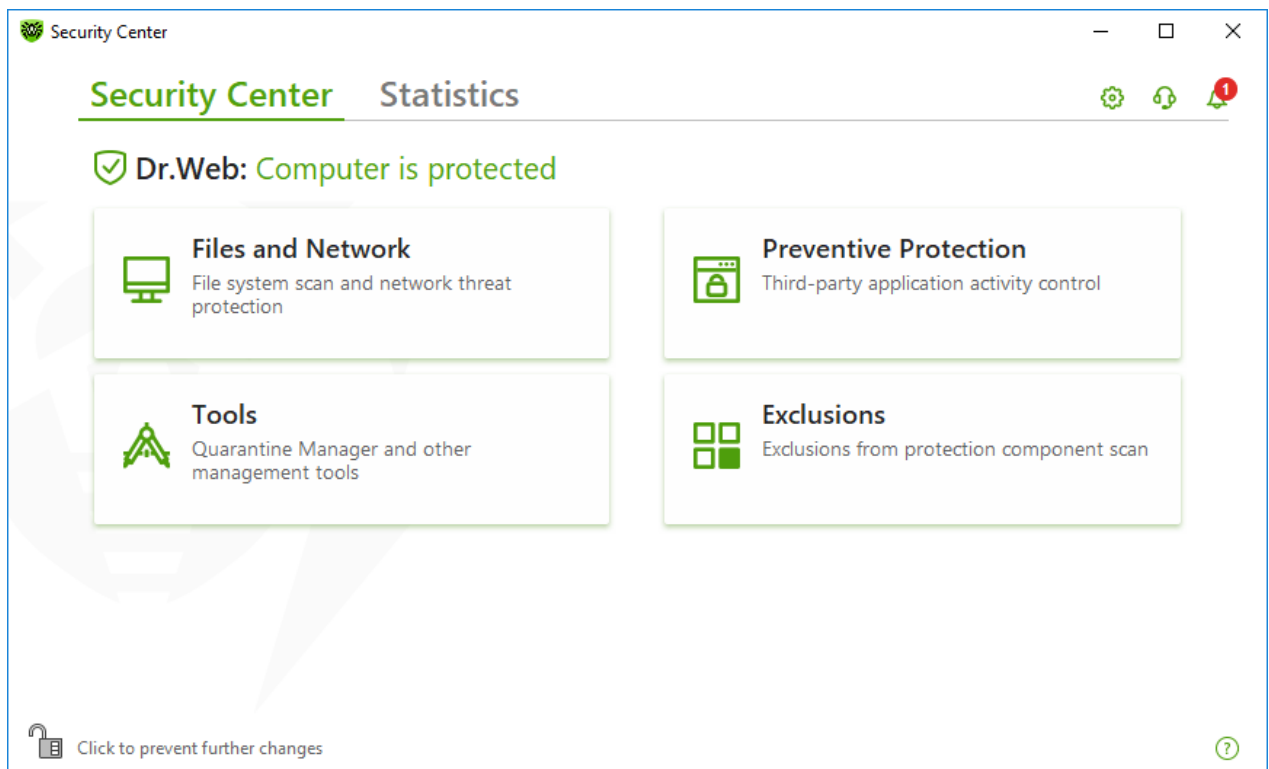 Security Center
Security Center Statistics
1
Dr.Web: Computer is protected
Files and Network
File system scan and network threat
protection
Preventive Protection
Third-party application activity control
Tools
Quarantine Manager and other
management tools
Exclusions
Exclusions from protection component scan
Click to prevent further changes
?